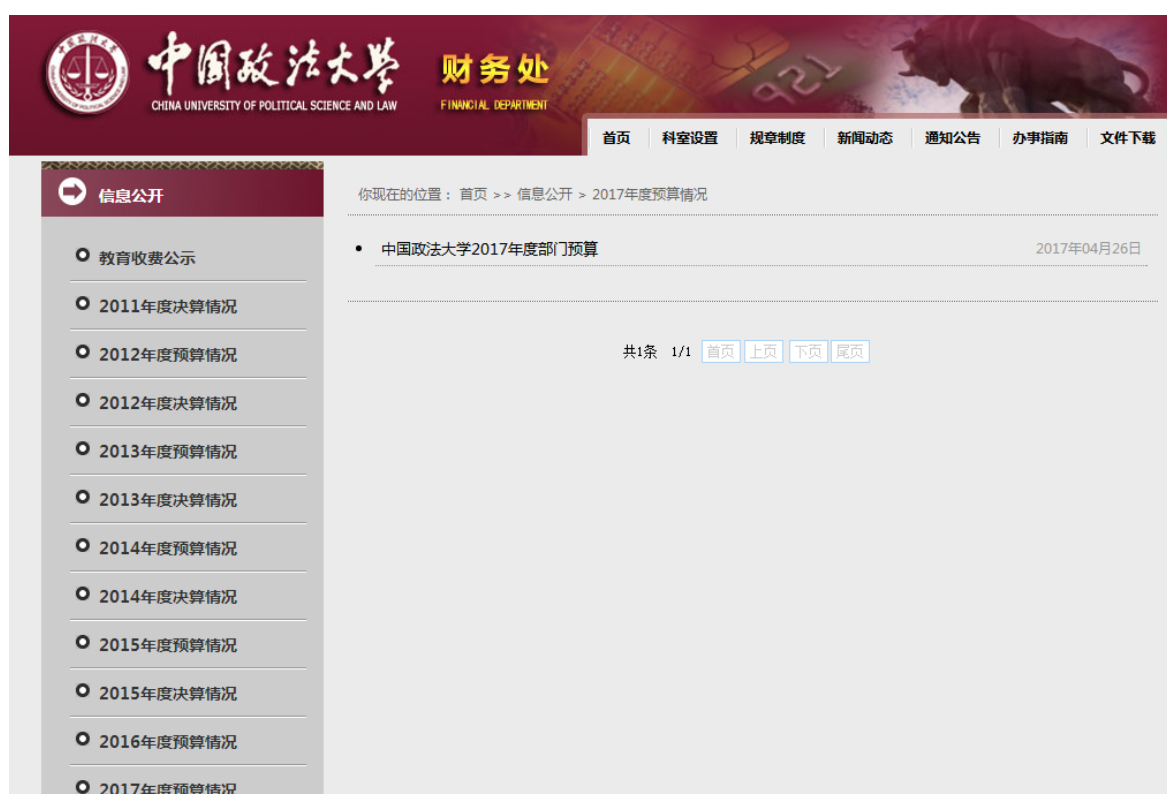 中国政法大学
CHINA UNIVERSITY OF POLITICAL SCIENCE AND LAW
财务处
FINANCIAL DEPARTMENT
首页 科室设置 规章制度 新闻动态 通知公告 办事指南 文件下载
信息公开
教育收费公示
2011年度决算情况
2012年度预算情况
2012年度决算情况
2013年度预算情况
2013年度决算情况
2014年度预算情况
2014年度决算情况
2015年度预算情况
2015年度决算情况
2016年度预算情况
2017年度预算情况
你现在的位置： 首页 >> 信息公开 > 2017年度预算情况
中国政法大学2017年度部门预算 2017年04月26日
共1条 1/1 首页 上页 下页 尾页